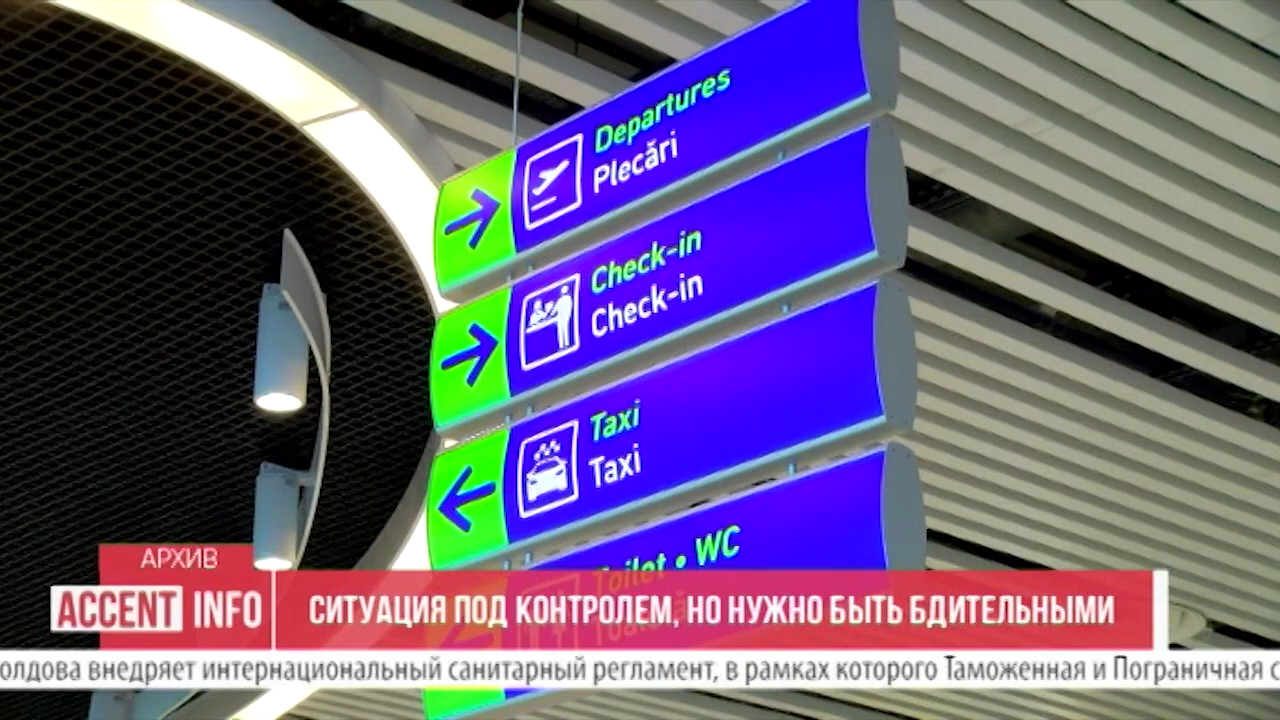 Departures
Plecări
Check-in
Check-in
Taxi
Taxi
Toilet • WC
АРХИВ
ACCENT INFO
СИТУАЦИЯ ПОД КОНТРОЛЕМ, НО НУЖНО БЫТЬ БДИТЕЛЬНЫМИ
олдова внедряет интернациональный санитарный регламент, в рамках которого Таможенная и Пограничная с